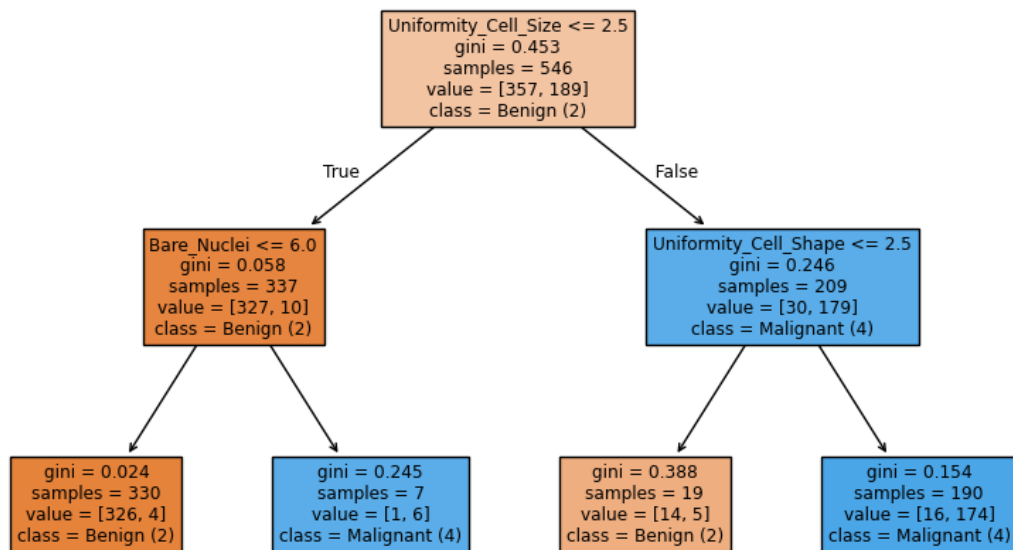 Uniformity_Cell_Size <= 2.5
gini = 0.453
samples = 546
value = [357, 189]
class = Benign (2)
True
False
Bare_Nuclei <= 6.0
gini = 0.058
samples = 337
value = [327, 10]
class = Benign (2)
Uniformity_Cell_Shape <= 2.5
gini = 0.246
samples = 209
value = [30, 179]
class = Malignant (4)
gini = 0.024
samples = 330
value = [326, 4]
class = Benign (2)
gini = 0.245
samples = 7
value = [1, 6]
class = Malignant (4)
gini = 0.388
samples = 19
value = [14, 5]
class = Benign (2)
gini = 0.154
samples = 190
value = [16, 174]
class = Malignant (4)